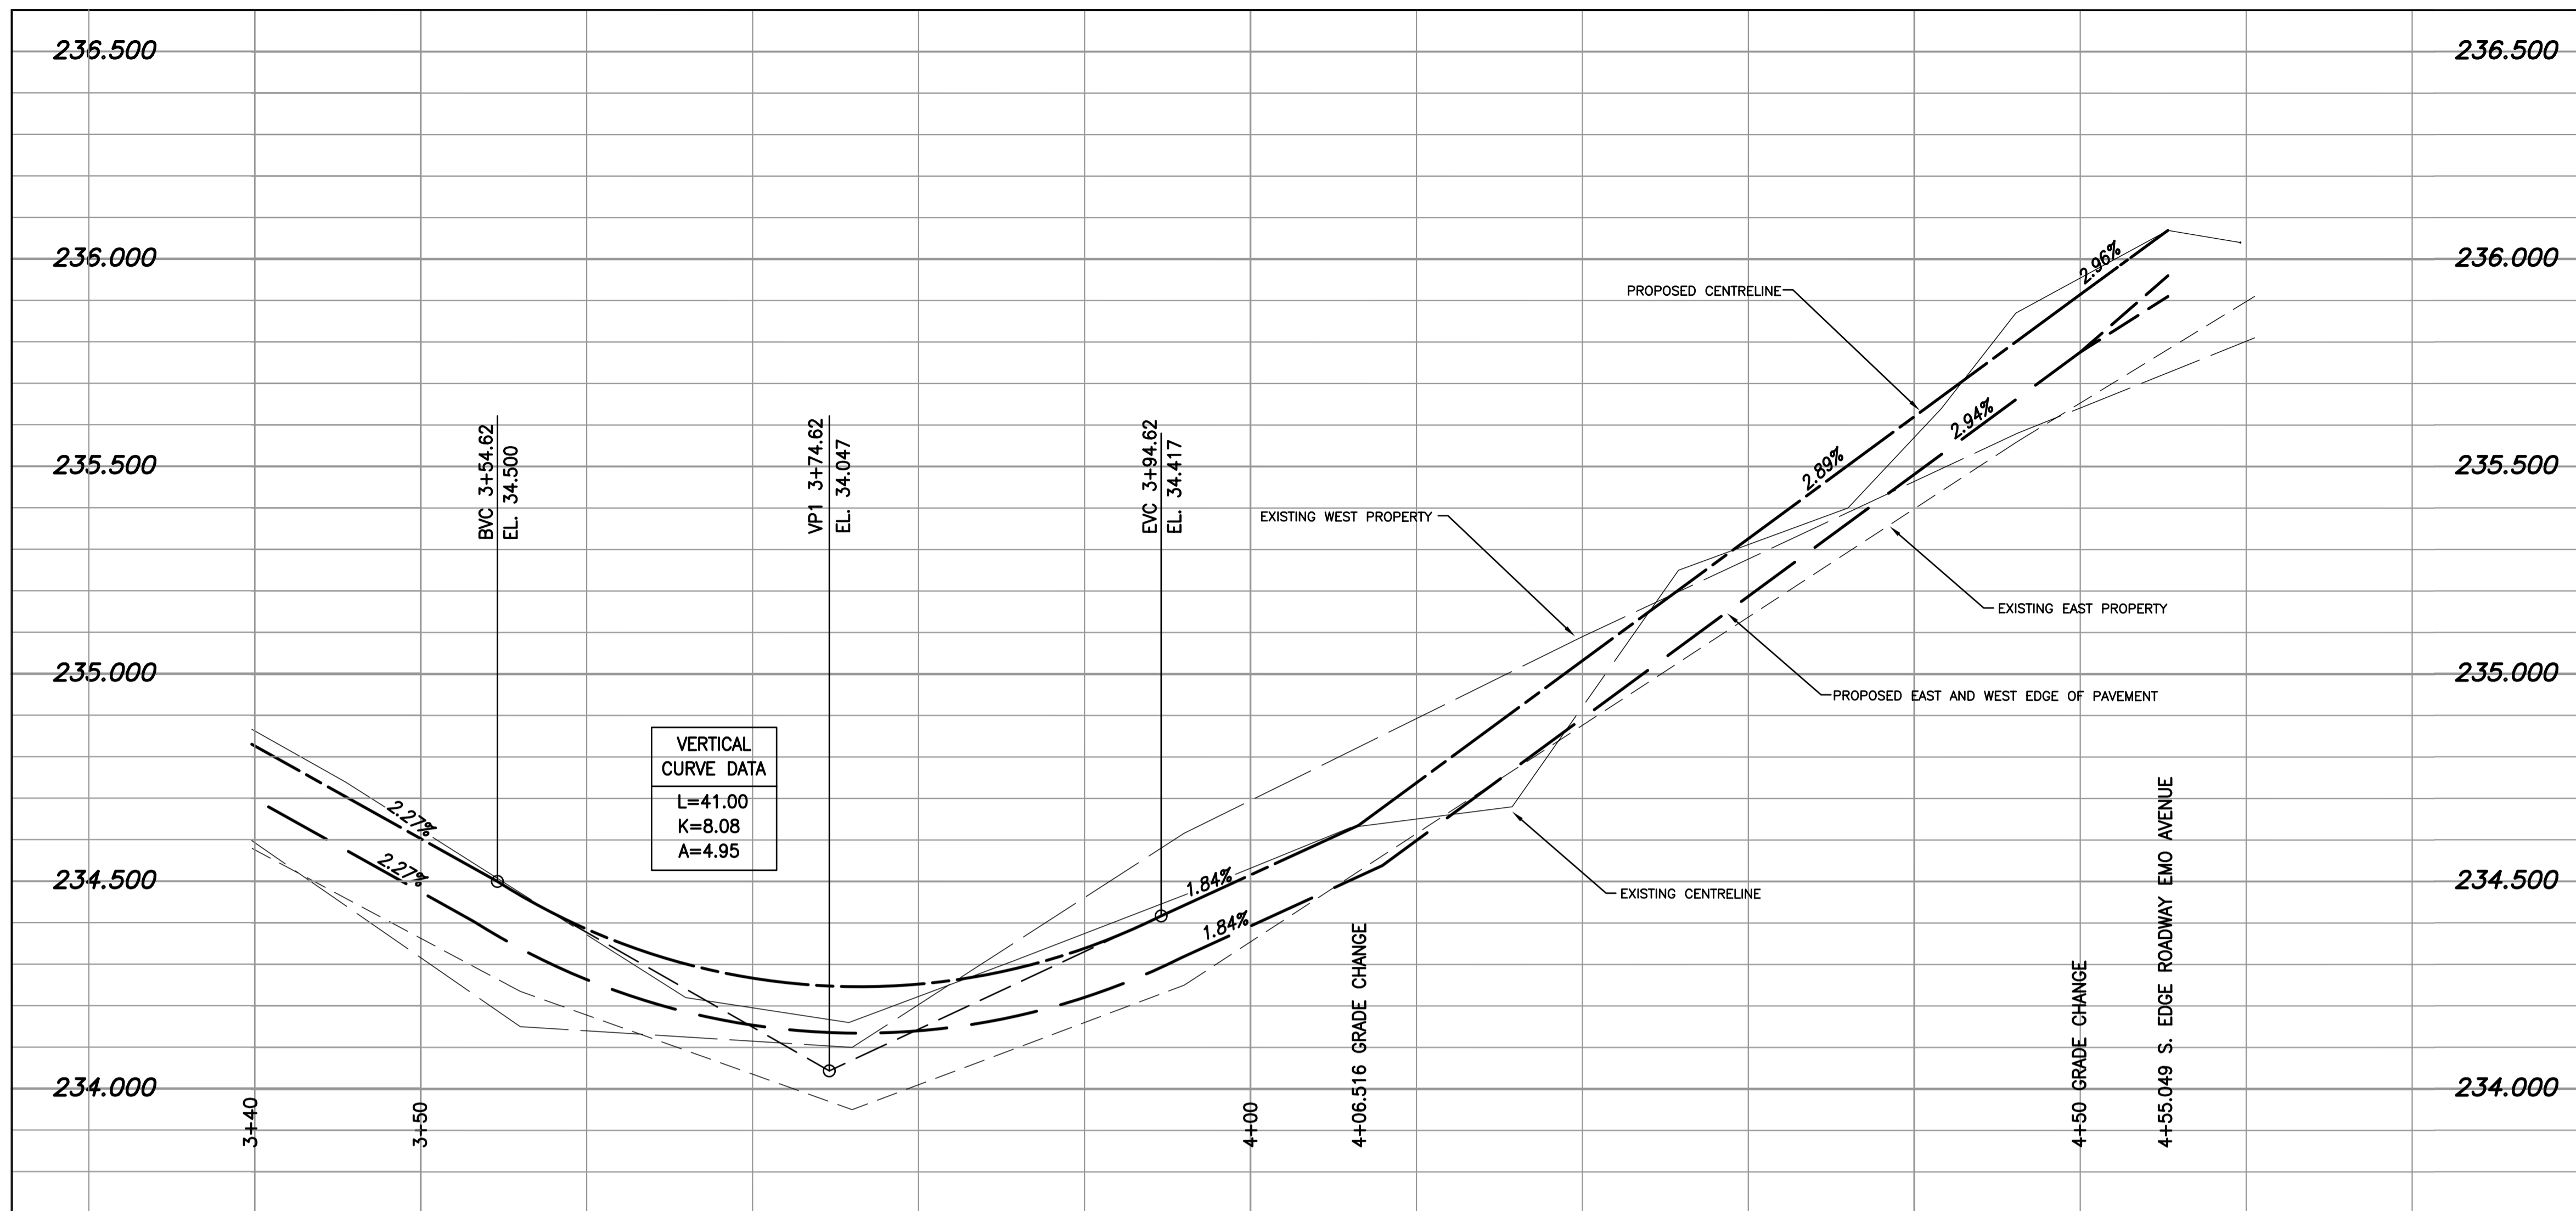 236.500
236.500
236.000
236.000
2.96%
PROPOSED CENTRELINE
2.94%
235.500
235.500
2.89%
BVC 3+54.62
EL. 34.500
VP1 3+74.62
EL. 34.047
EVC 3+94.62
EL. 34.417
EXISTING WEST PROPERTY
EXISTING EAST PROPERTY
235.000
235.000
PROPOSED EAST AND WEST EDGE OF PAVEMENT
VERTICAL
CURVE DATA
L=41.00
K=8.08
A=4.95
2.27%
2.27%
234.500
234.500
1.84%
1.84%
EXISTING CENTRELINE
234.000
234.000
3+40
3+50
4+00
4+06.516 GRADE CHANGE
4+50 GRADE CHANGE
4+55.049 S. EDGE ROADWAY EMO AVENUE